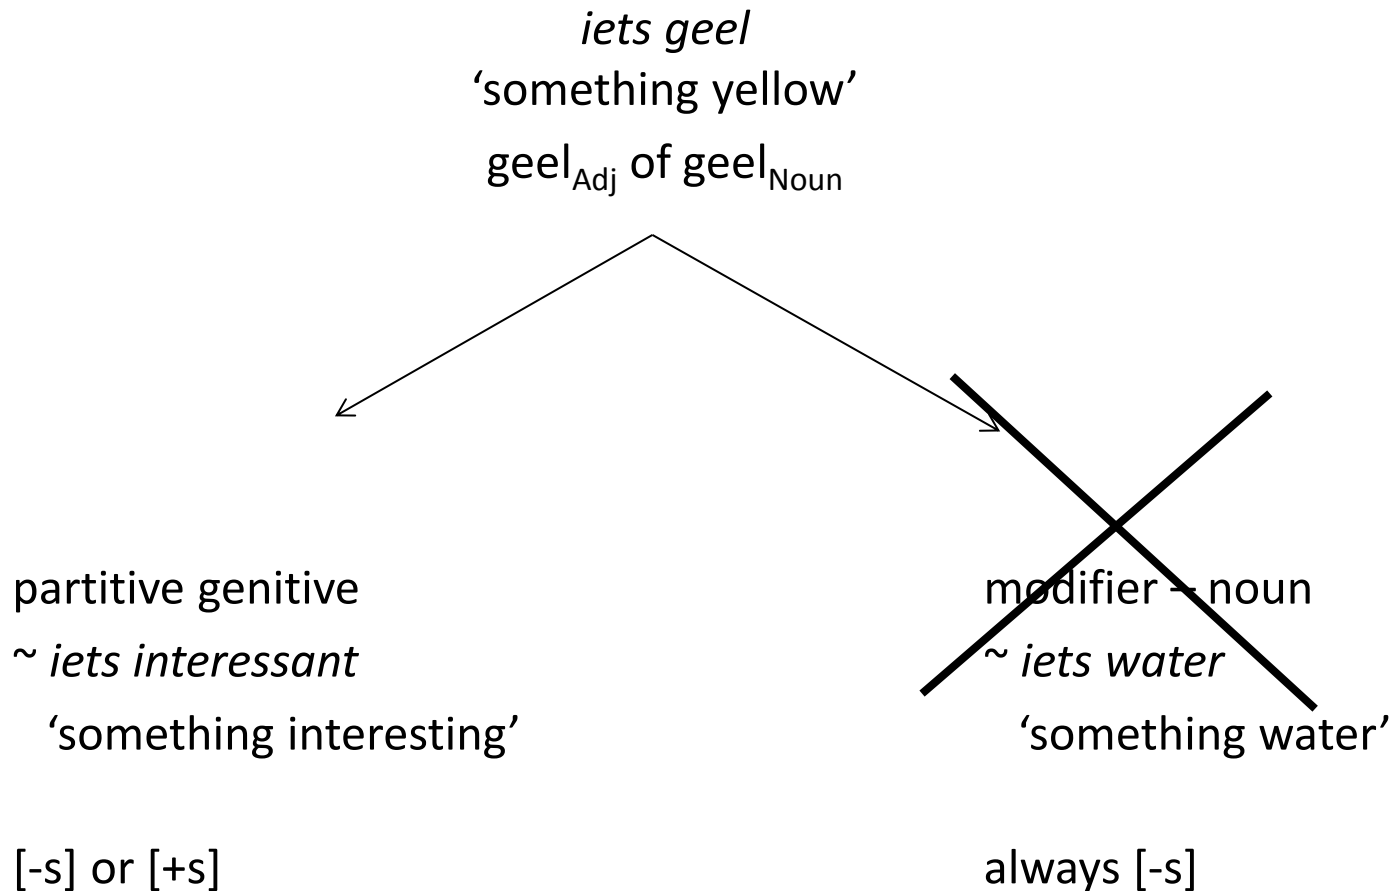 iets geel
‘something yellow’
geelAdj of geelNoun
partitive genitive
~ iets interessant
‘something interesting’
[-s] or [+s]
modifier – noun
~ iets water
‘something water’
always [-s]